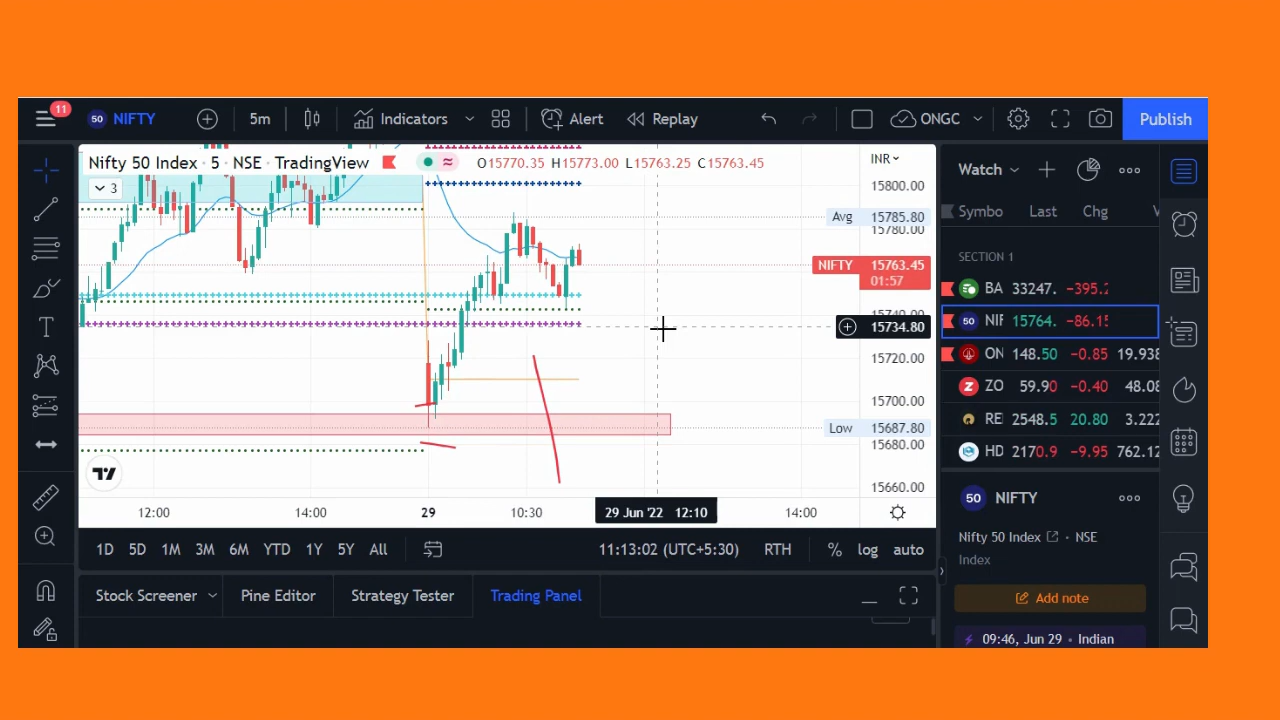 11
50 NIFTY
5m
Indicators
Alert
Replay
ONGC
Publish
Nifty 50 Index · 5 · NSE · TradingView
O15770.35 H15773.00 L15763.25 C15763.45
3
INR
15800.00
Avg 15785.80
15780.00
NIFTY 15763.45
01:57
15740.00
15734.80
15720.00
15700.00
Low 15687.80
15680.00
15660.00
12:00 14:00 29 10:30 29 Jun '22 12:10 14:00
1D 5D 1M 3M 6M YTD 1Y 5Y All
11:13:02 (UTC+5:30) RTH % log auto
Stock Screener Pine Editor Strategy Tester Trading Panel
Watch
Symbo Last Chg
SECTION 1
BA 33247. −395.2
50 NIF 15764. −86.15
ON 148.50 −0.85 19.938
ZO 59.90 −0.40 48.08
RE 2548.5 20.80 3.222
HD 2170.9 −9.95 762.12
50 NIFTY
Nifty 50 Index · NSE
Index
Add note
09:46, Jun 29 · Indian